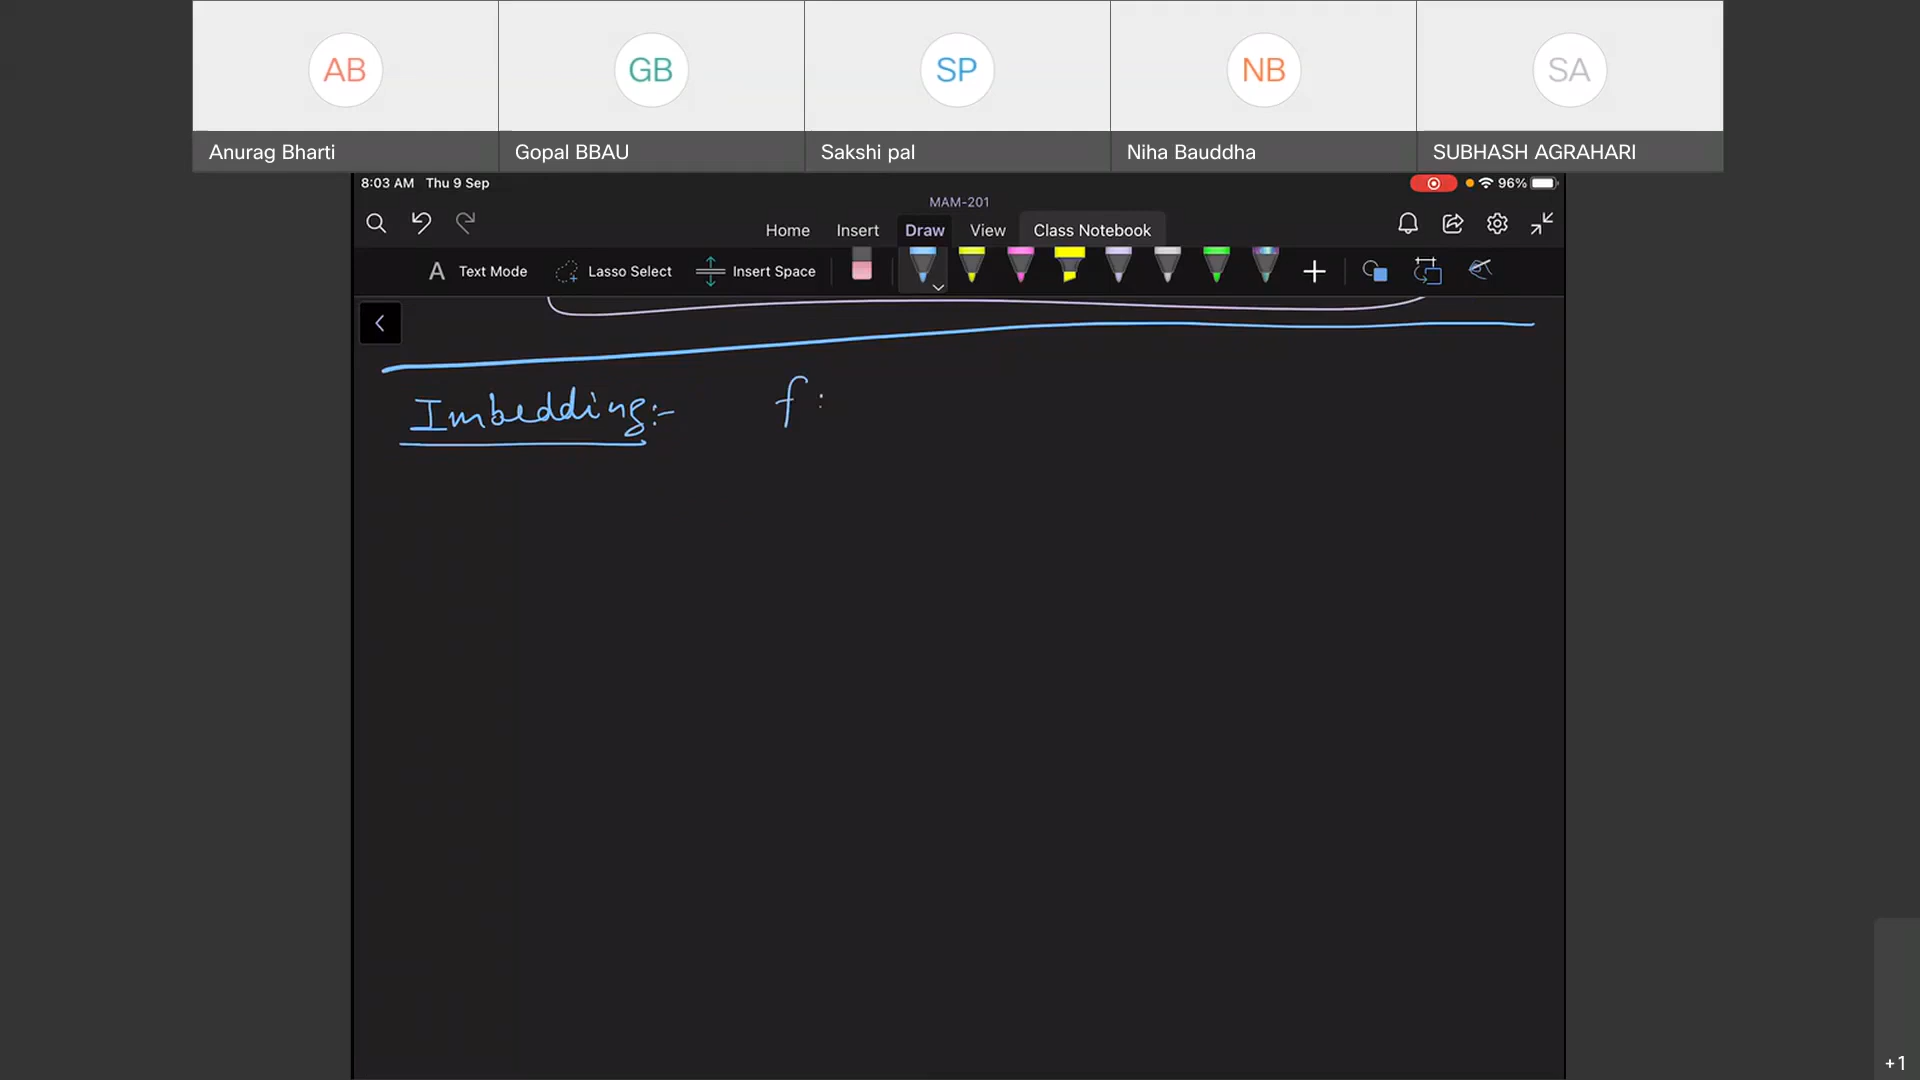 AB GB SP NB SA
Anurag Bharti Gopal BBAU Sakshi pal Niha Bauddha SUBHASH AGRAHARI
8:03 AM Thu 9 Sep 96%
MAM-201
Home Insert Draw View Class Notebook
A Text Mode Lasso Select Insert Space
Imbedding:- f :
+1